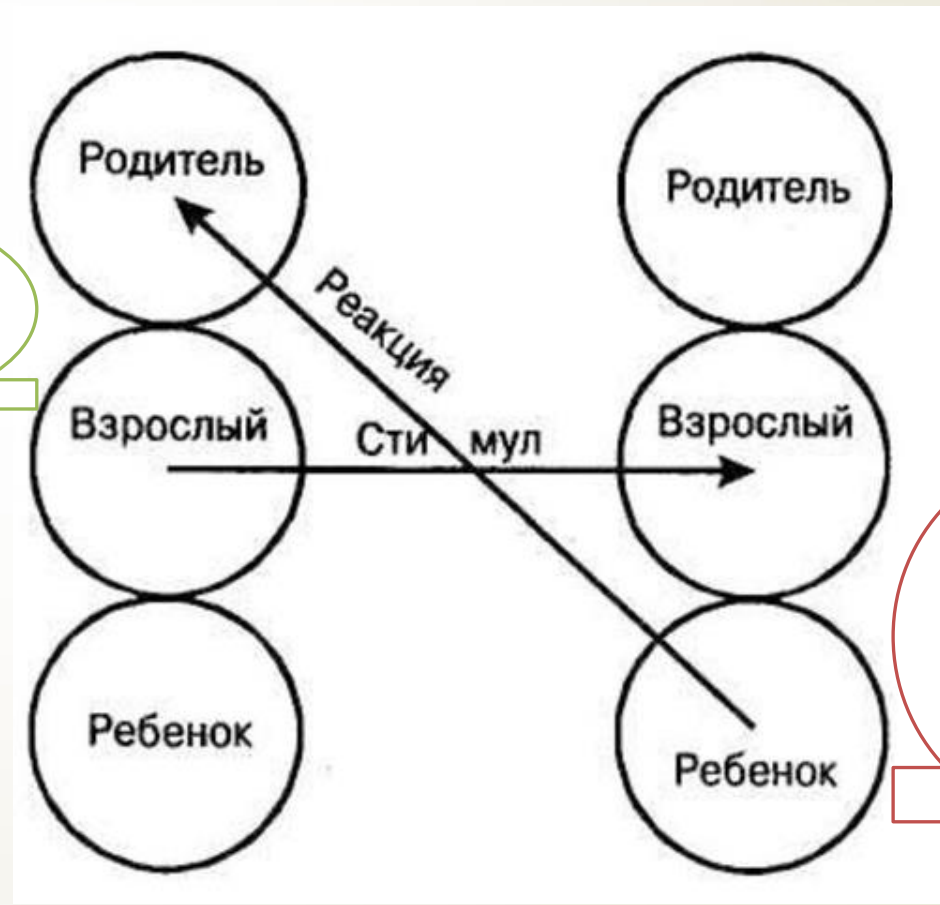 Родитель
Родитель
Реакция
Взрослый
Взрослый
Сти мул
Ребенок
Ребенок